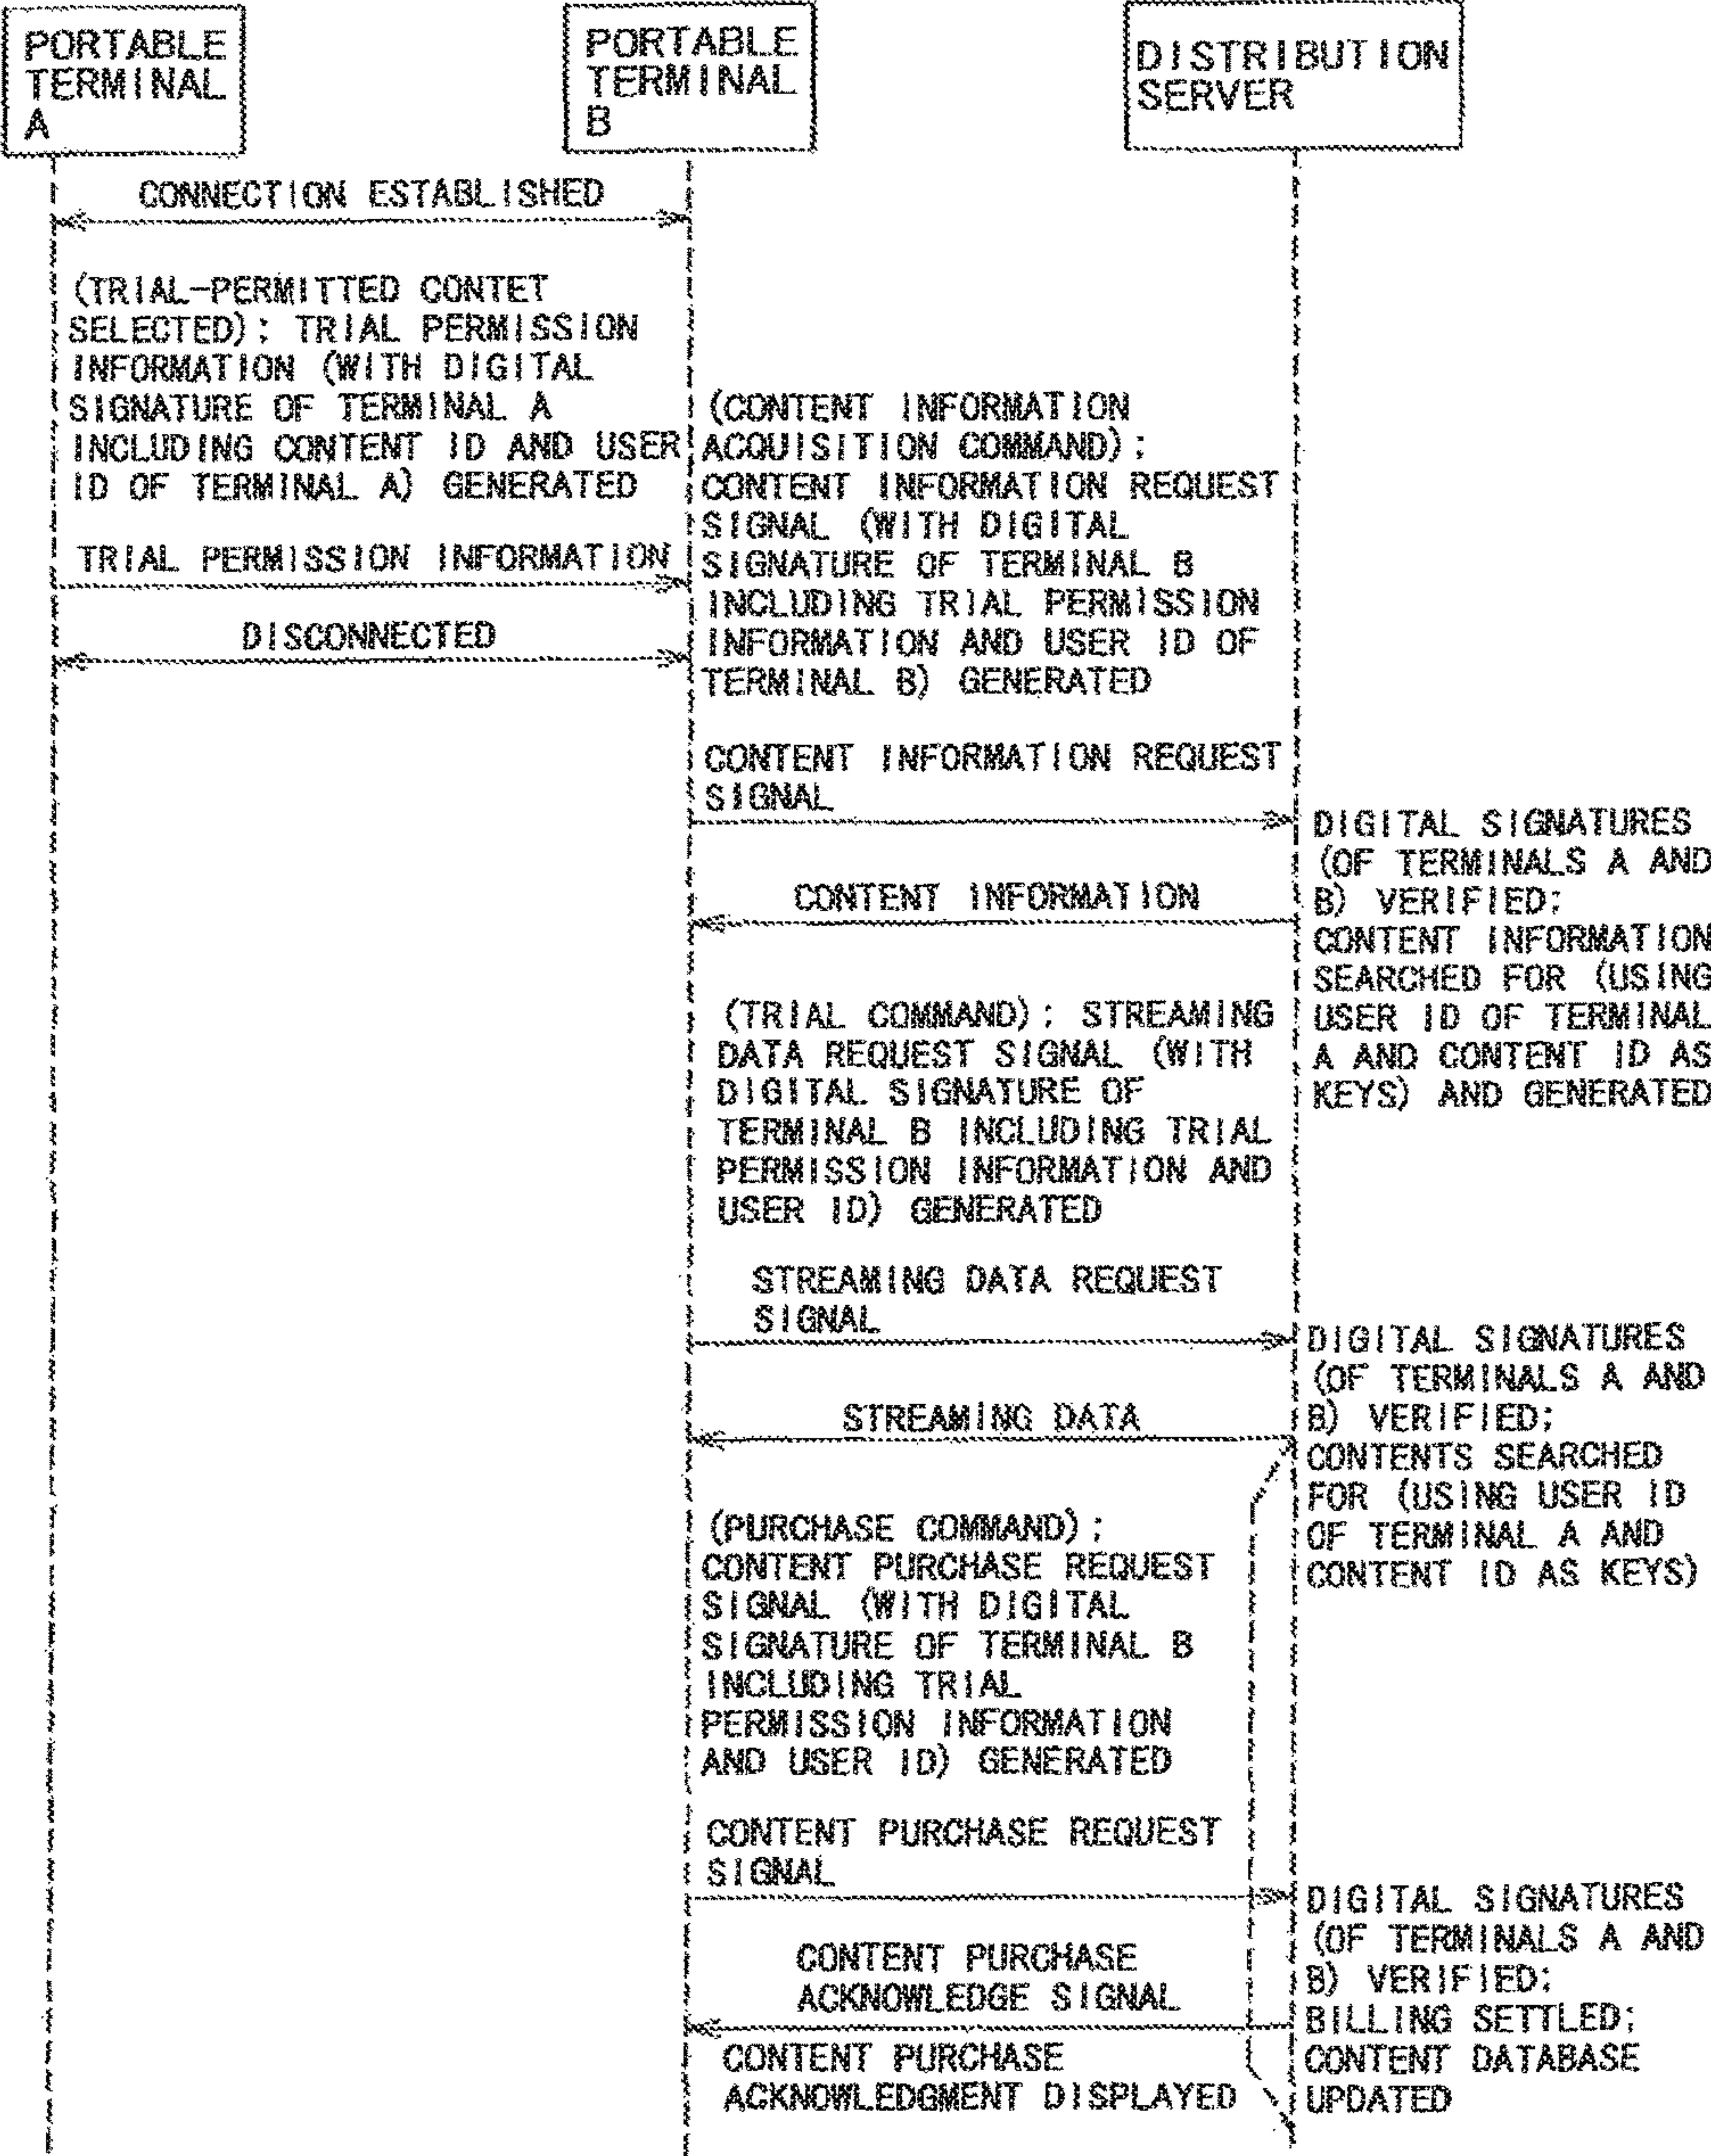 PORTABLE
TERMINAL
A
PORTABLE
TERMINAL
B
DISTRIBUTION
SERVER
CONNECTION ESTABLISHED
(TRIAL-PERMITTED CONTET
SELECTED); TRIAL PERMISSION
INFORMATION (WITH DIGITAL
SIGNATURE OF TERMINAL A
INCLUDING CONTENT ID AND USER
ID OF TERMINAL A) GENERATED
TRIAL PERMISSION INFORMATION
DISCONNECTED
(CONTENT INFORMATION
ACQUISITION COMMAND);
CONTENT INFORMATION REQUEST
SIGNAL (WITH DIGITAL
SIGNATURE OF TERMINAL B
INCLUDING TRIAL PERMISSION
INFORMATION AND USER ID OF
TERMINAL B) GENERATED
CONTENT INFORMATION REQUEST
SIGNAL
DIGITAL SIGNATURES
(OF TERMINALS A AND
B) VERIFIED;
CONTENT INFORMATION
SEARCHED FOR (USING
USER ID OF TERMINAL
A AND CONTENT ID AS
KEYS) AND GENERATED
CONTENT INFORMATION
(TRIAL COMMAND); STREAMING
DATA REQUEST SIGNAL (WITH
DIGITAL SIGNATURE OF
TERMINAL B INCLUDING TRIAL
PERMISSION INFORMATION AND
USER ID) GENERATED
STREAMING DATA REQUEST
SIGNAL
DIGITAL SIGNATURES
(OF TERMINALS A AND
B) VERIFIED;
CONTENTS SEARCHED
FOR (USING USER ID
OF TERMINAL A AND
CONTENT ID AS KEYS)
STREAMING DATA
(PURCHASE COMMAND);
CONTENT PURCHASE REQUEST
SIGNAL (WITH DIGITAL
SIGNATURE OF TERMINAL B
INCLUDING TRIAL
PERMISSION INFORMATION
AND USER ID) GENERATED
CONTENT PURCHASE REQUEST
SIGNAL
DIGITAL SIGNATURES
(OF TERMINALS A AND
B) VERIFIED;
BILLING SETTLED;
CONTENT DATABASE
UPDATED
CONTENT PURCHASE
ACKNOWLEDGE SIGNAL
CONTENT PURCHASE
ACKNOWLEDGMENT DISPLAYED